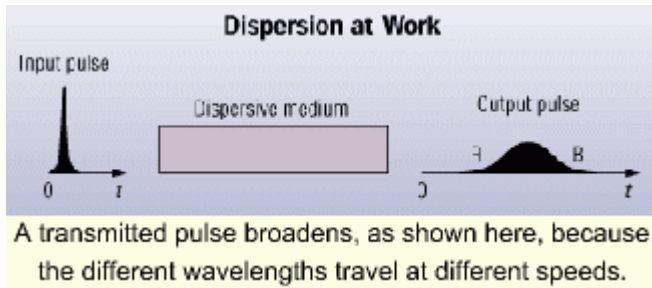 Dispersion at Work
Input pulse
Dispersive medium
Output pulse
A B
0 t
0 t
A transmitted pulse broadens, as shown here, because
the different wavelengths travel at different speeds.